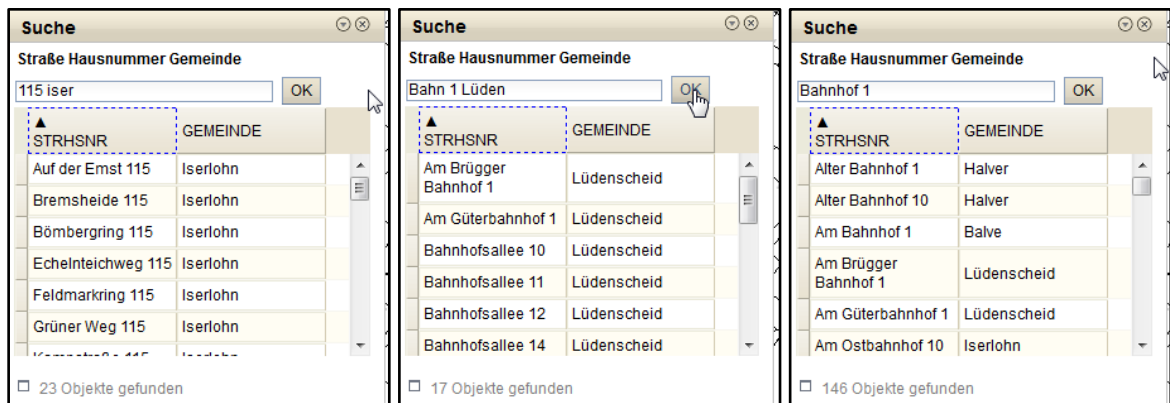 Suche
Straße Hausnummer Gemeinde
115 iser OK
▲
STRHSNR GEMEINDE
Auf der Emst 115 Iserlohn
Bremsheide 115 Iserlohn
Bömbergring 115 Iserlohn
Echelnteichweg 115 Iserlohn
Feldmarkring 115 Iserlohn
Grüner Weg 115 Iserlohn
23 Objekte gefunden
Suche
Straße Hausnummer Gemeinde
Bahn 1 Lüden OK
▲
STRHSNR GEMEINDE
Am Brügger
Bahnhof 1 Lüdenscheid
Am Güterbahnhof 1 Lüdenscheid
Bahnhofsallee 10 Lüdenscheid
Bahnhofsallee 11 Lüdenscheid
Bahnhofsallee 12 Lüdenscheid
Bahnhofsallee 14 Lüdenscheid
17 Objekte gefunden
Suche
Straße Hausnummer Gemeinde
Bahnhof 1 OK
▲
STRHSNR GEMEINDE
Alter Bahnhof 1 Halver
Alter Bahnhof 10 Halver
Am Bahnhof 1 Balve
Am Brügger
Bahnhof 1 Lüdenscheid
Am Güterbahnhof 1 Lüdenscheid
Am Ostbahnhof 10 Iserlohn
146 Objekte gefunden